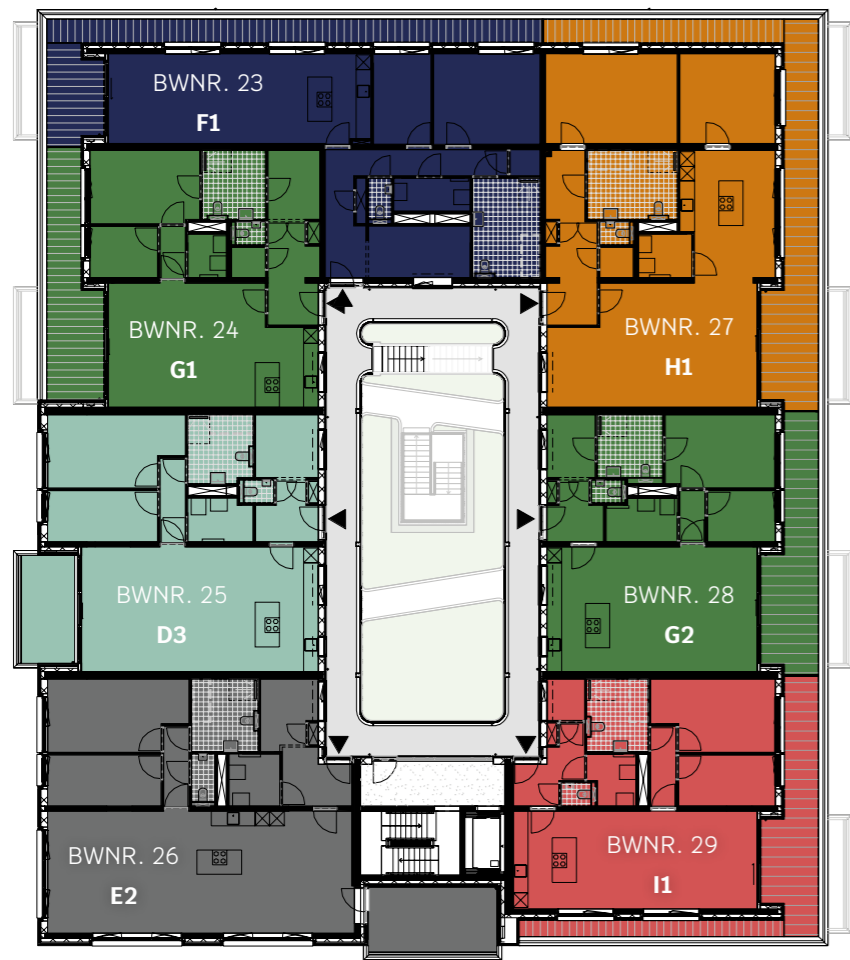 BWNR. 23
F1
BWNR. 24
G1
BWNR. 27
H1
BWNR. 25
D3
BWNR. 28
G2
BWNR. 26
E2
BWNR. 29
I1